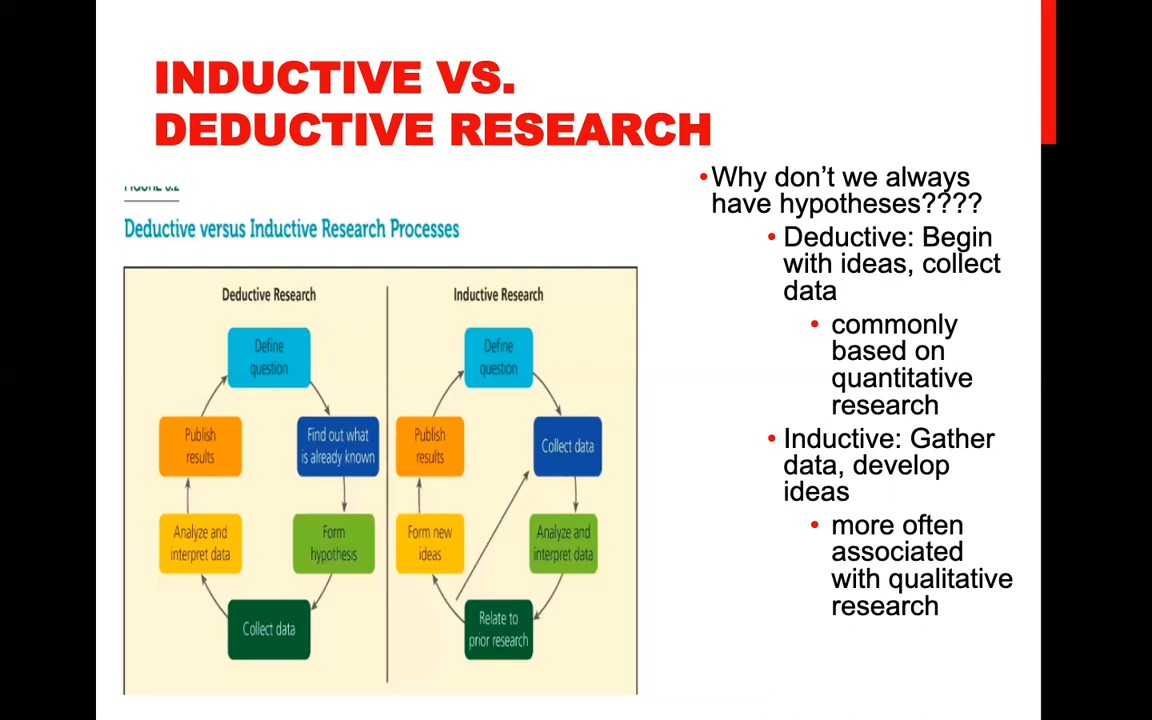 INDUCTIVE VS.
DEDUCTIVE RESEARCH
Deductive versus Inductive Research Processes
Deductive Research
Define
question
Find out what
is already known
Form
hypothesis
Collect data
Analyze and
interpret data
Publish
results
Inductive Research
Define
question
Collect data
Analyze and
interpret data
Relate to
prior research
Form new
ideas
Publish
results
•Why don’t we always
have hypotheses????
• Deductive: Begin
with ideas, collect
data
• commonly
based on
quantitative
research
• Inductive: Gather
data, develop
ideas
• more often
associated
with qualitative
research